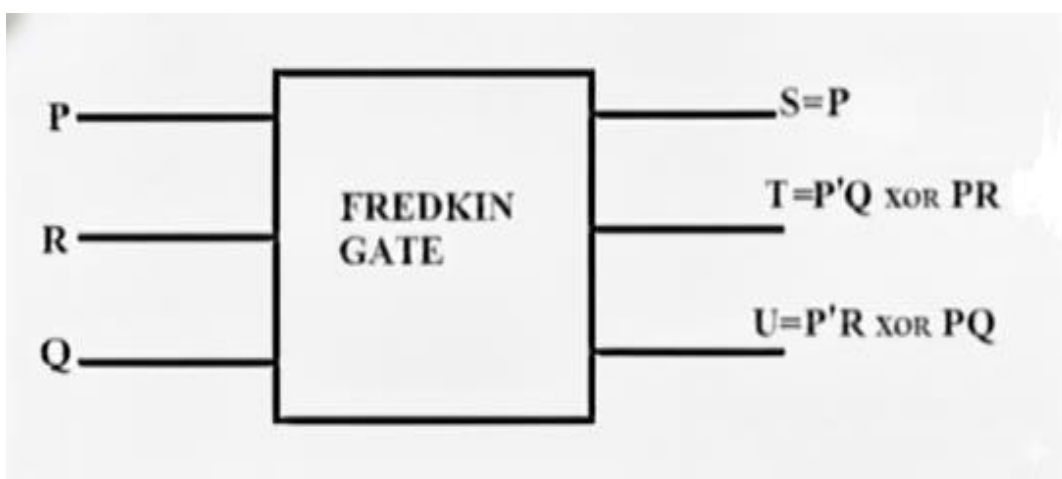 P
R
Q
FREDKIN
GATE
S=P
T=P'Q XOR PR
U=P'R XOR PQ